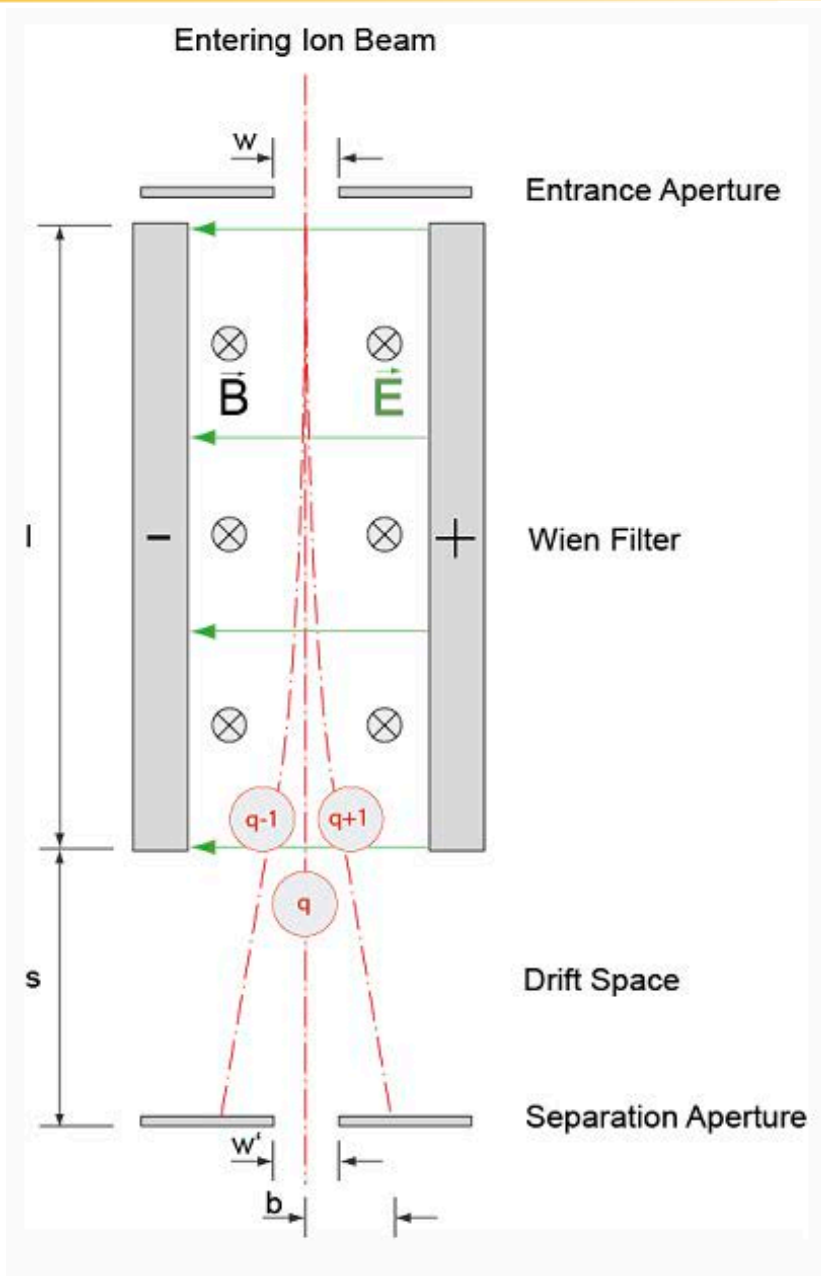 Entering Ion Beam
w
Entrance Aperture
B
E
l
-
+
Wien Filter
q-1
q+1
q
s
Drift Space
Separation Aperture
w'
b